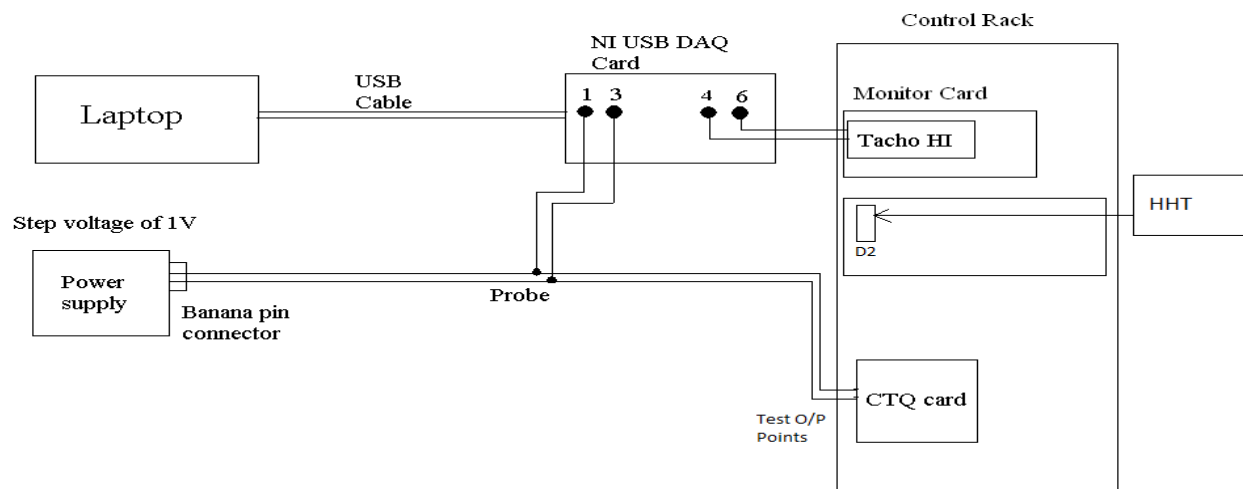 Control Rack
NI USB DAQ
Card
USB
Cable
1 3 4 6
Laptop
Monitor Card
Tacho HI
HHT
D2
Step voltage of 1V
Power
supply
Banana pin
connector
Probe
CTQ card
Test O/P
Points